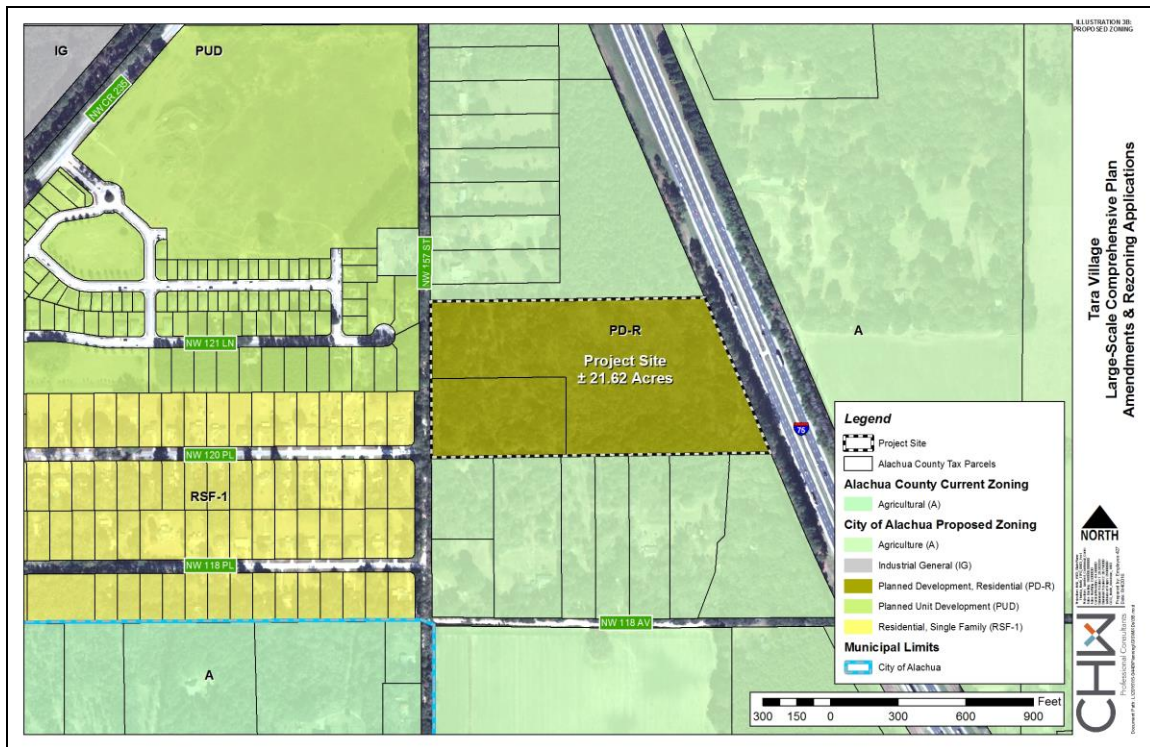 ILLUSTRATION 3B:
PROPOSED ZONING
IG
PUD
NW CR 235
NW 157 ST
NW 121 LN
PD-R
Project Site
± 21.62 Acres
A
75
NW 120 PL
RSF-1
NW 118 PL
NW 118 AV
A
Legend
Project Site
Alachua County Tax Parcels
Alachua County Current Zoning
Agricultural (A)
City of Alachua Proposed Zoning
Agriculture (A)
Industrial General (IG)
Planned Development, Residential (PD-R)
Planned Unit Development (PUD)
Residential, Single Family (RSF-1)
Municipal Limits
City of Alachua
Feet
300 150 0 300 600 900
Tara Village
Large-Scale Comprehensive Plan
Amendments & Rezoning Applications
NORTH
CHW
Professional Consultants